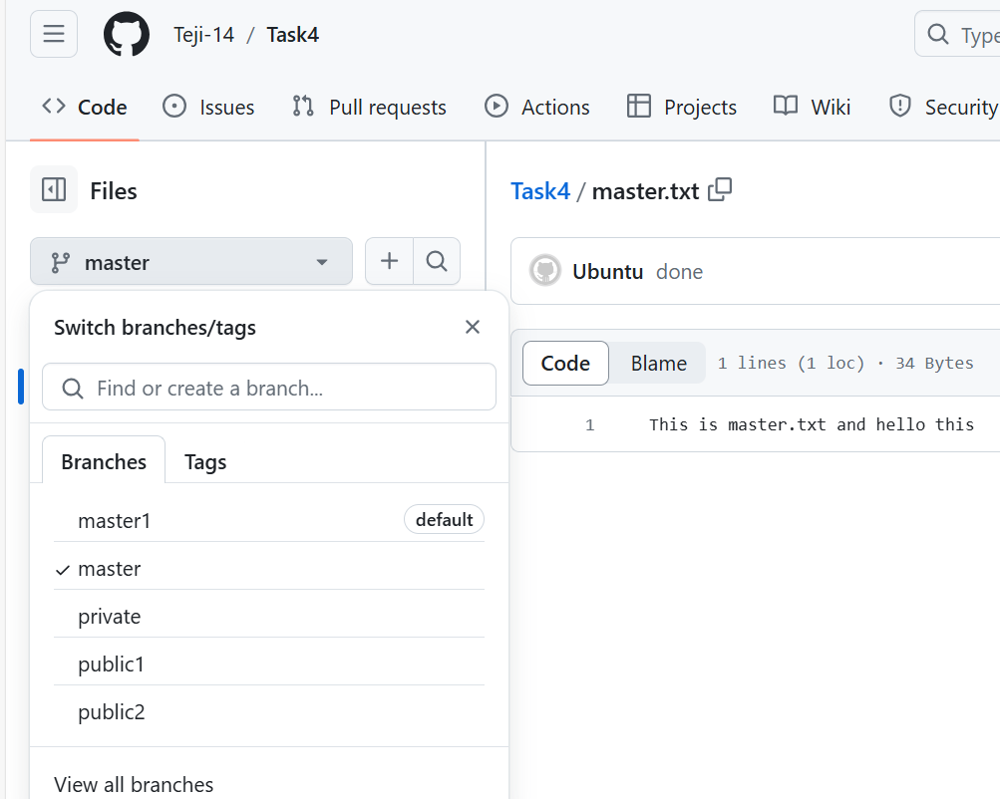 Teji-14 / Task4
Type
Code Issues Pull requests Actions Projects Wiki Security
Files
master
Switch branches/tags
Find or create a branch...
Branches Tags
master1 default
master
private
public1
public2
View all branches
Task4 / master.txt
Ubuntu done
Code Blame 1 lines (1 loc) · 34 Bytes
1 This is master.txt and hello this